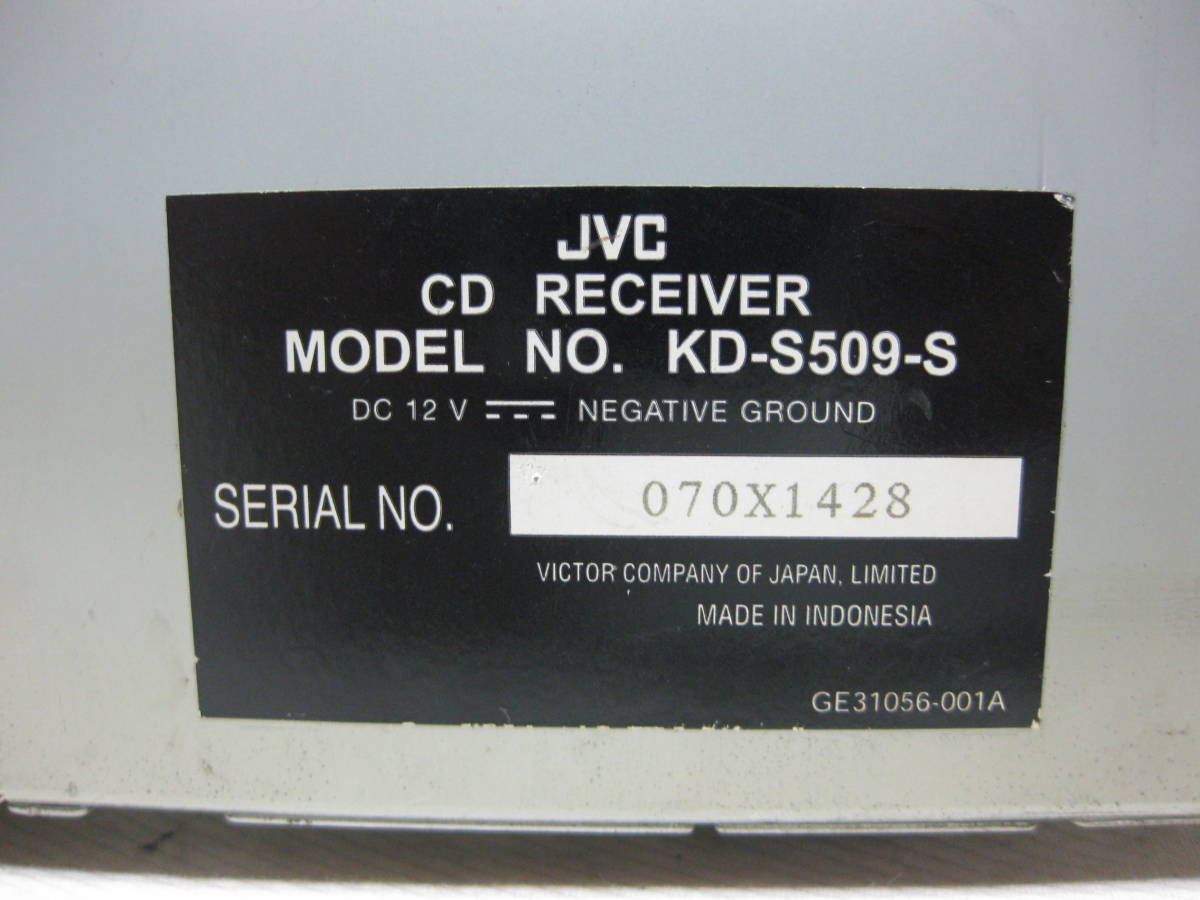 JVC
CD RECEIVER
MODEL NO. KD-S509-S
DC 12 V ⎓ NEGATIVE GROUND
SERIAL NO. 070X1428
VICTOR COMPANY OF JAPAN, LIMITED
MADE IN INDONESIA
GE31056-001A